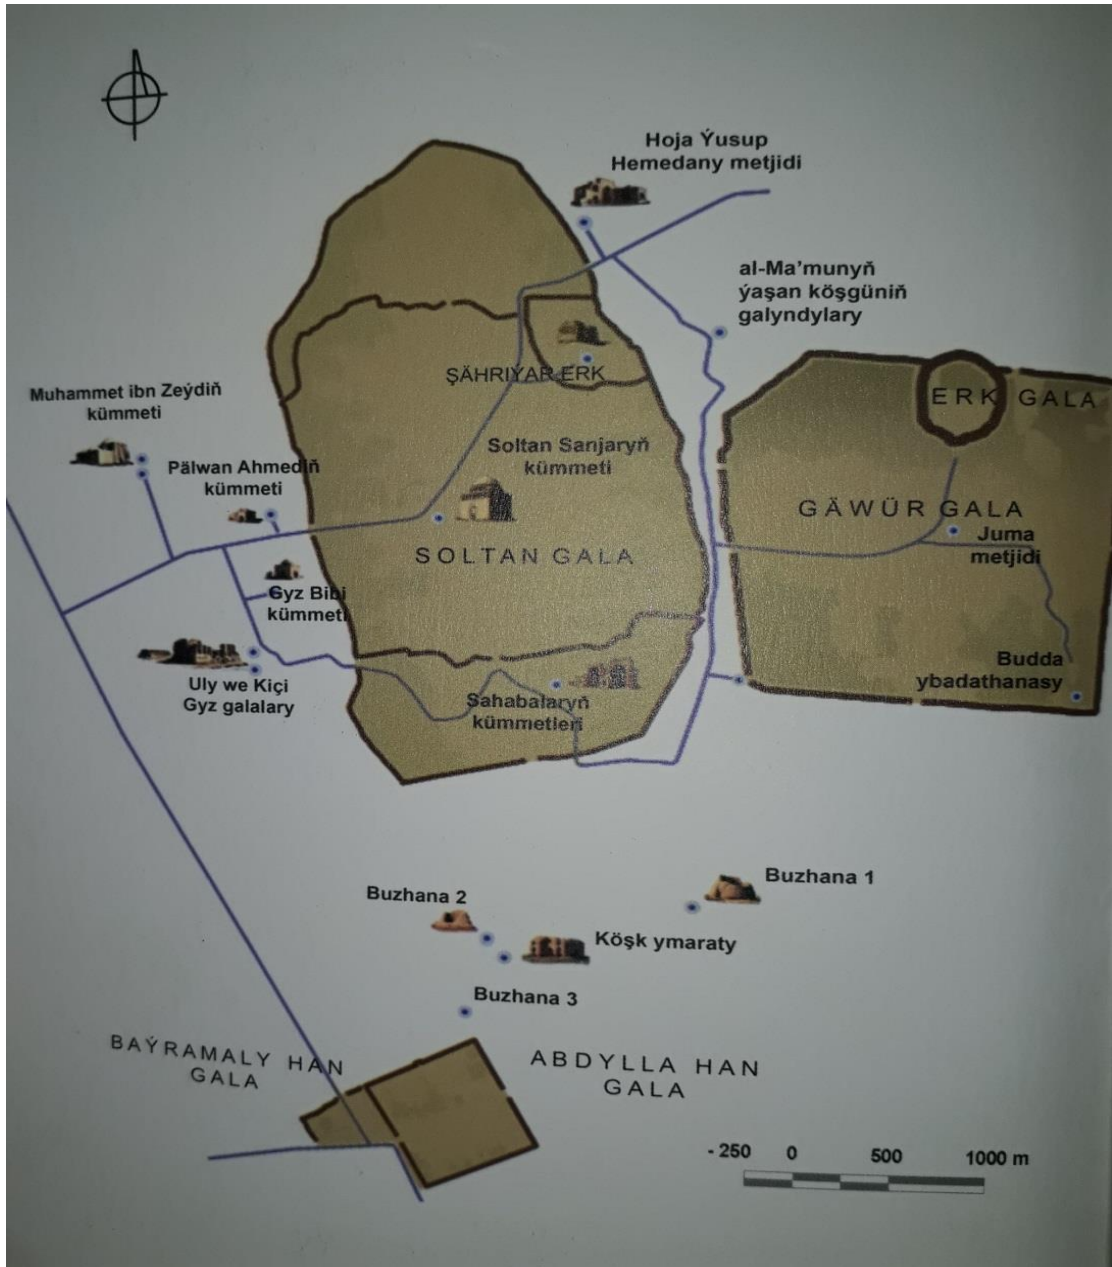 Hoja Ýusup
Hemedany metjidi
al-Ma'munyň
ýaşan köşgüniň
galyndylary
ŞÄHRIÝAR ERK
Muhammet ibn Zeýdiň
kümmeti
ERK GALA
Soltan Sanjaryň
kümmeti
Pälwan Ahmediň
kümmeti
GÄWÜR GALA
Juma
metjidi
SOLTAN GALA
Gyz Bibi
kümmeti
Budda
ybadathanasy
Uly we Kiçi
Gyz galalary
Sahabalaryň
kümmetleri
Buzhana 1
Buzhana 2
Köşk ymaraty
Buzhana 3
BAÝRAMALY HAN
GALA
ABDYLLA HAN
GALA
- 250 0 500 1000 m